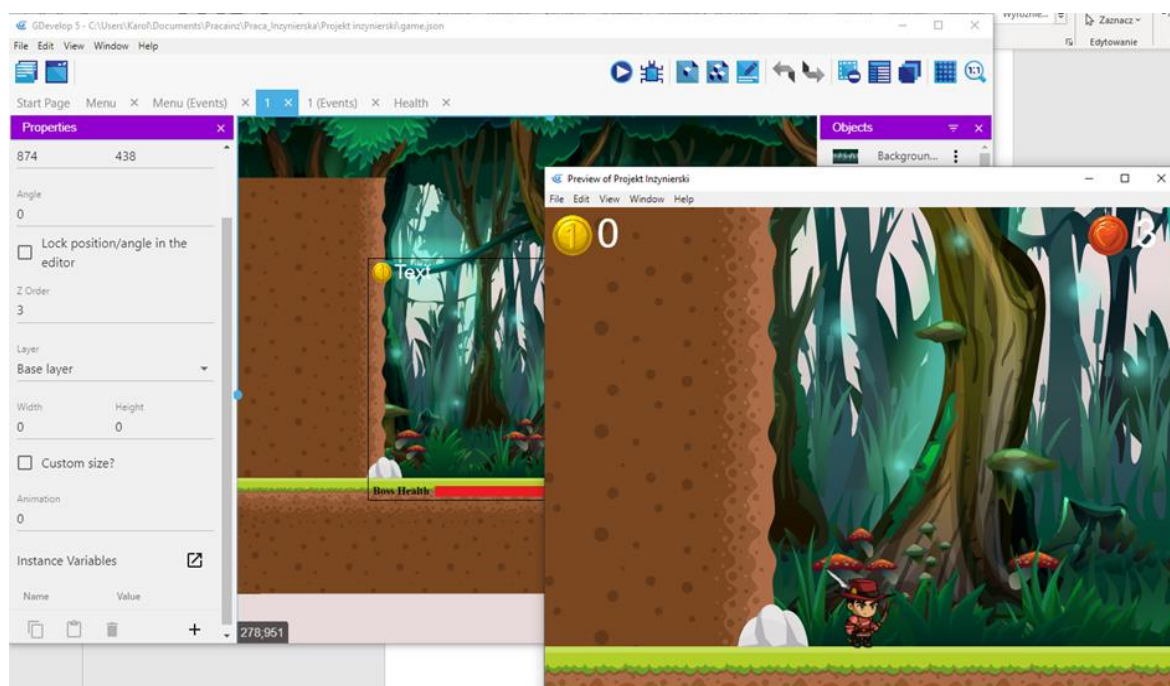 GDevelop 5 - C:\Users\Karol\Documents\Pracainz\Praca_Inzynierska\Projekt inzynierski\game.json
Zaznacz
Edytowanie
File Edit View Window Help
1:1
Start Page Menu × Menu (Events) × 1 × 1 (Events) × Health ×
Properties ×
874 438
Angle
0
Lock position/angle in the
editor
Z Order
3
Layer
Base layer
Width Height
0 0
Custom size?
Animation
0
Instance Variables
Name Value
Text
Boss Health
278;951
Objects ×
Backgroun...
Preview of Projekt Inzynierski
File Edit View Window Help
1 0
3